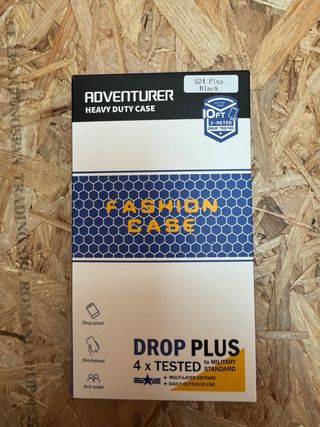 S24 Plus
Black
ADVENTURER
HEAVY DUTY CASE
10FT
3-METER
DROP TESTED
FASHION
CASE
Drop-proof
Shockproof
Anti-crash
DROP PLUS
4 x TESTED to MILITARY
STANDARD
+ MULTI-LAYER DEFENSE
+ DAILY OUTDOOR USE